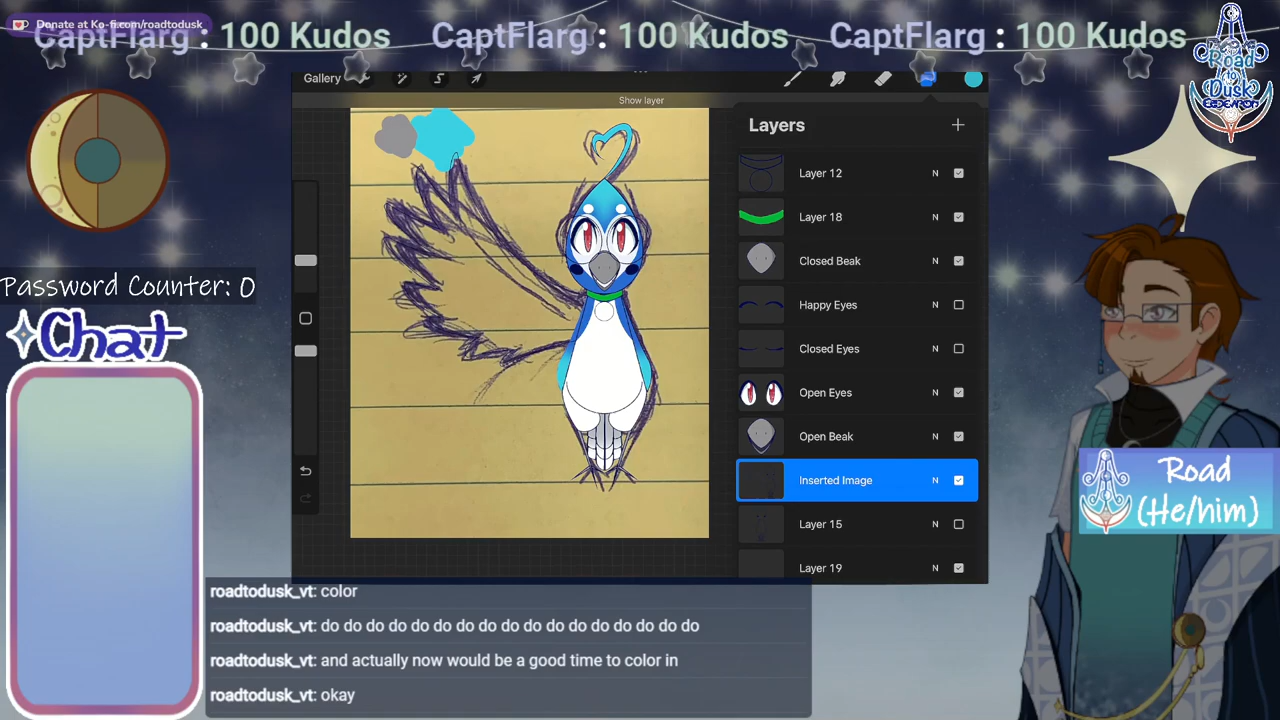 Donate at Ko-fi.com/roadtodusk
CaptFlarg : 100 Kudos CaptFlarg : 100 Kudos CaptFlarg : 100 Kudos
Road
to
Dusk
Gallery
Show layer
Layers
Layer 12 N
Layer 18 N
Closed Beak N
Happy Eyes N
Closed Eyes N
Open Eyes N
Open Beak N
Inserted Image N
Layer 15 N
Layer 19 N
Password Counter: 0
Chat
Road
(He/him)
roadtodusk_vt: color
roadtodusk_vt: do do do do do do do do do do do do do do do do do
roadtodusk_vt: and actually now would be a good time to color in
roadtodusk_vt: okay